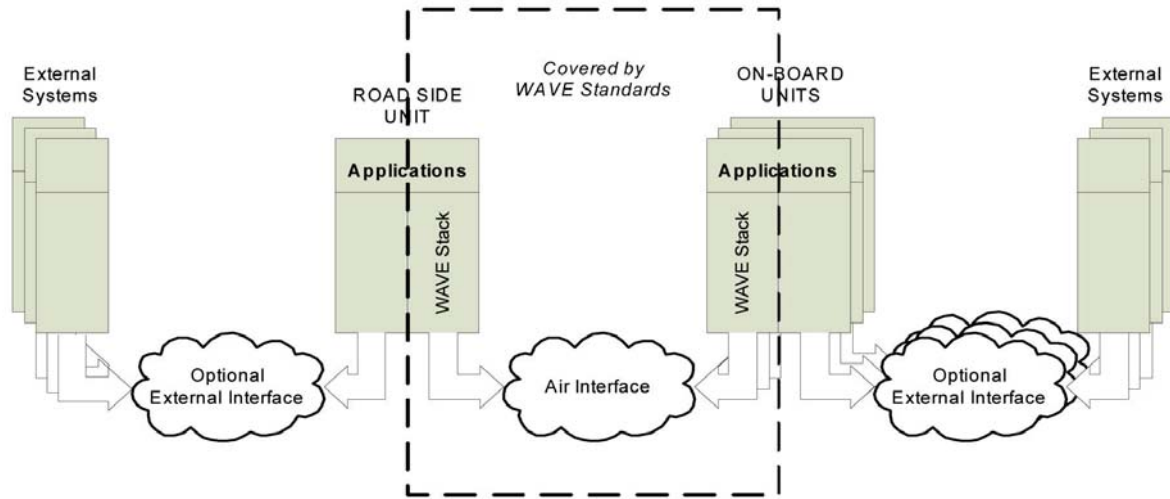 External
Systems
ROAD SIDE
UNIT
Covered by
WAVE Standards
ON-BOARD
UNITS
External
Systems
Applications
Applications
WAVE Stack
WAVE Stack
Optional
External Interface
Air Interface
Optional
External Interface